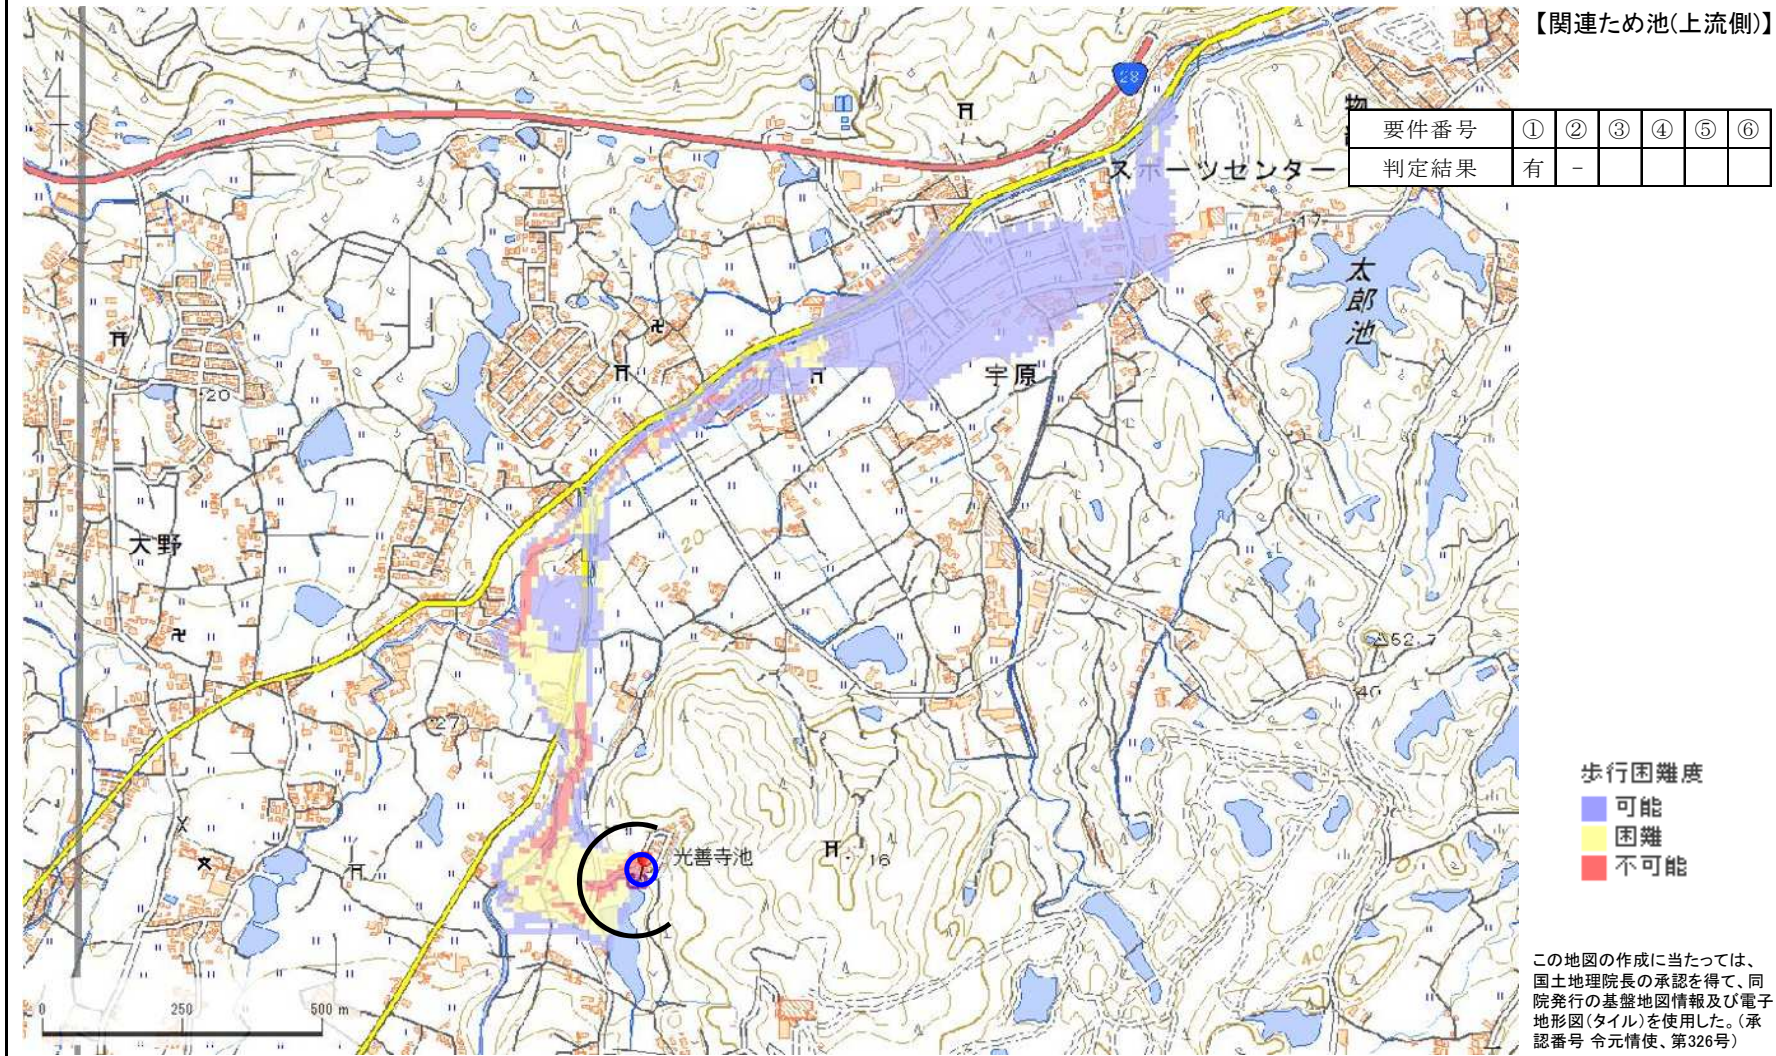 【関連ため池(上流側)】
要件番号 ① ② ③ ④ ⑤ ⑥
判定結果 有 -
N
28
スポーツセンター
17
太郎池
20
宇原
大野
20
62.7
40
27
光善寺池
16
40
歩行困難度
可能
困難
不可能
0 250 500 m
この地図の作成に当たっては、
国土地理院長の承認を得て、同
院発行の基盤地図情報及び電子
地形図(タイル)を使用した。(承
認番号 令元情使、第326号)